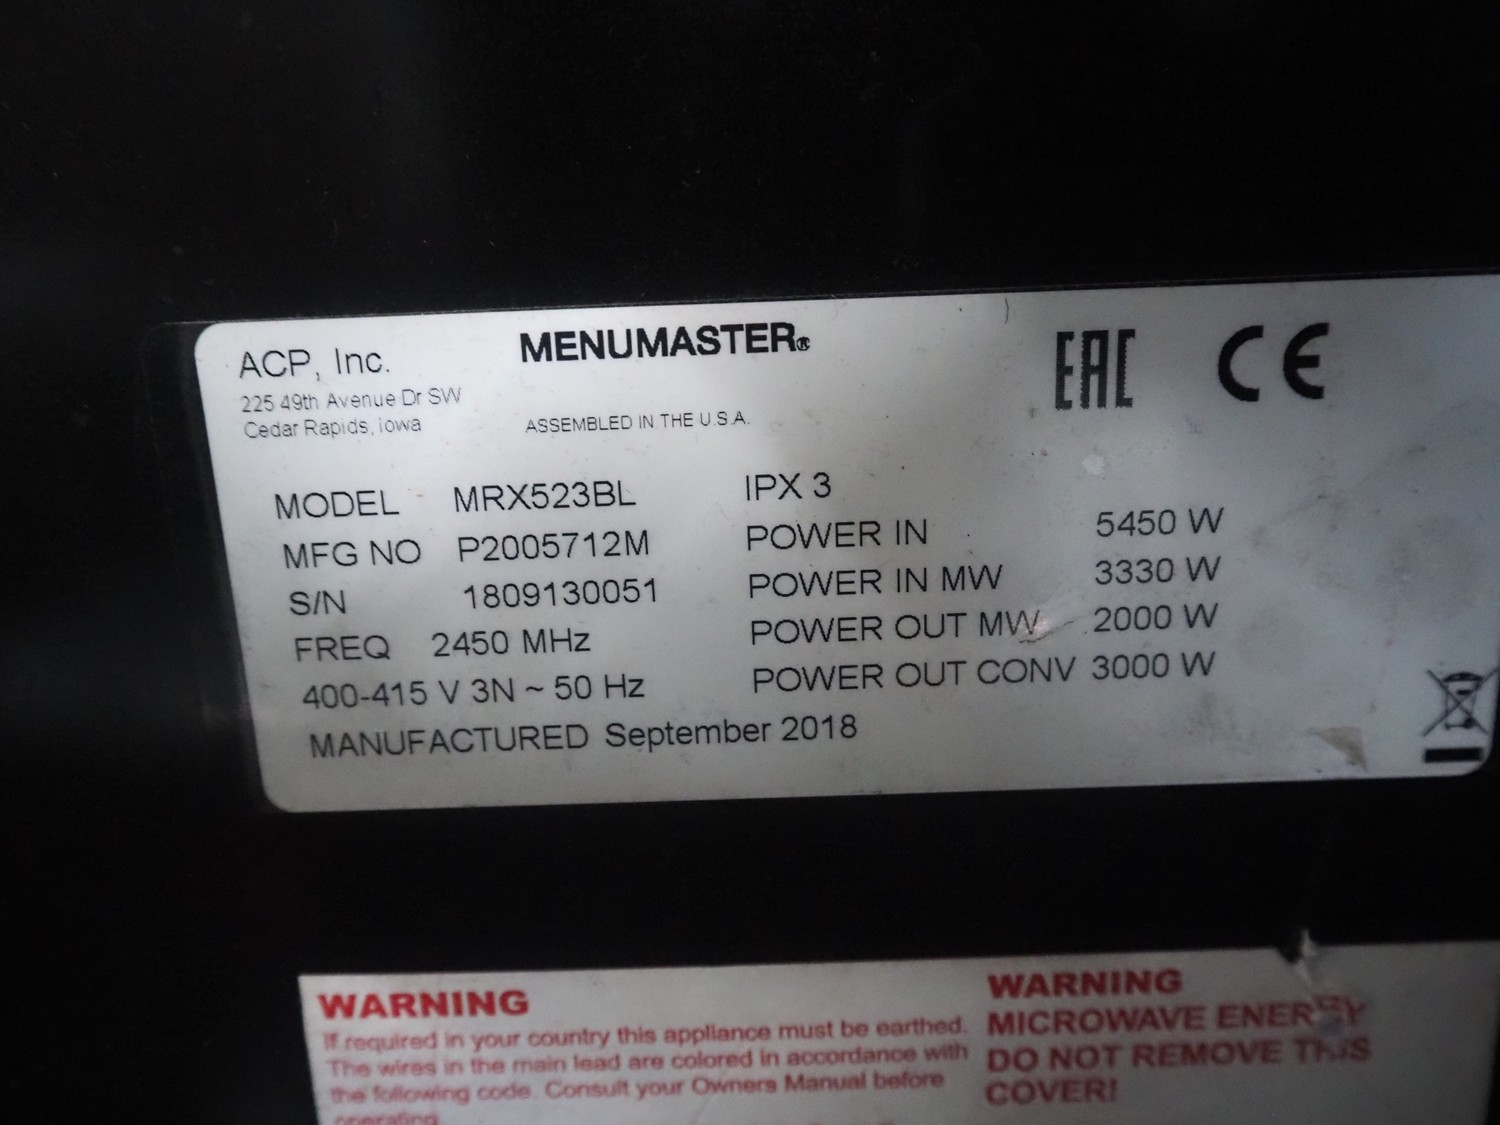 ACP, Inc.
MENUMASTER®
EAC CE
225 49th Avenue Dr SW
Cedar Rapids, Iowa
ASSEMBLED IN THE U.S.A.
MODEL - MRX523BL IPX 3
MFG NO P2005712M POWER IN 5450 W
S/N 1809130051 POWER IN MW 3330 W
FREQ 2450 MHz POWER OUT MW 2000 W
400-415 V 3N ~ 50 Hz POWER OUT CONV 3000 W
MANUFACTURED September 2018
WARNING
If required in your country this appliance must be earthed.
The wires in the main lead are colored in accordance with
the following code. Consult your Owners Manual before
operating
WARNING
MICROWAVE ENERGY
DO NOT REMOVE THIS
COVER!